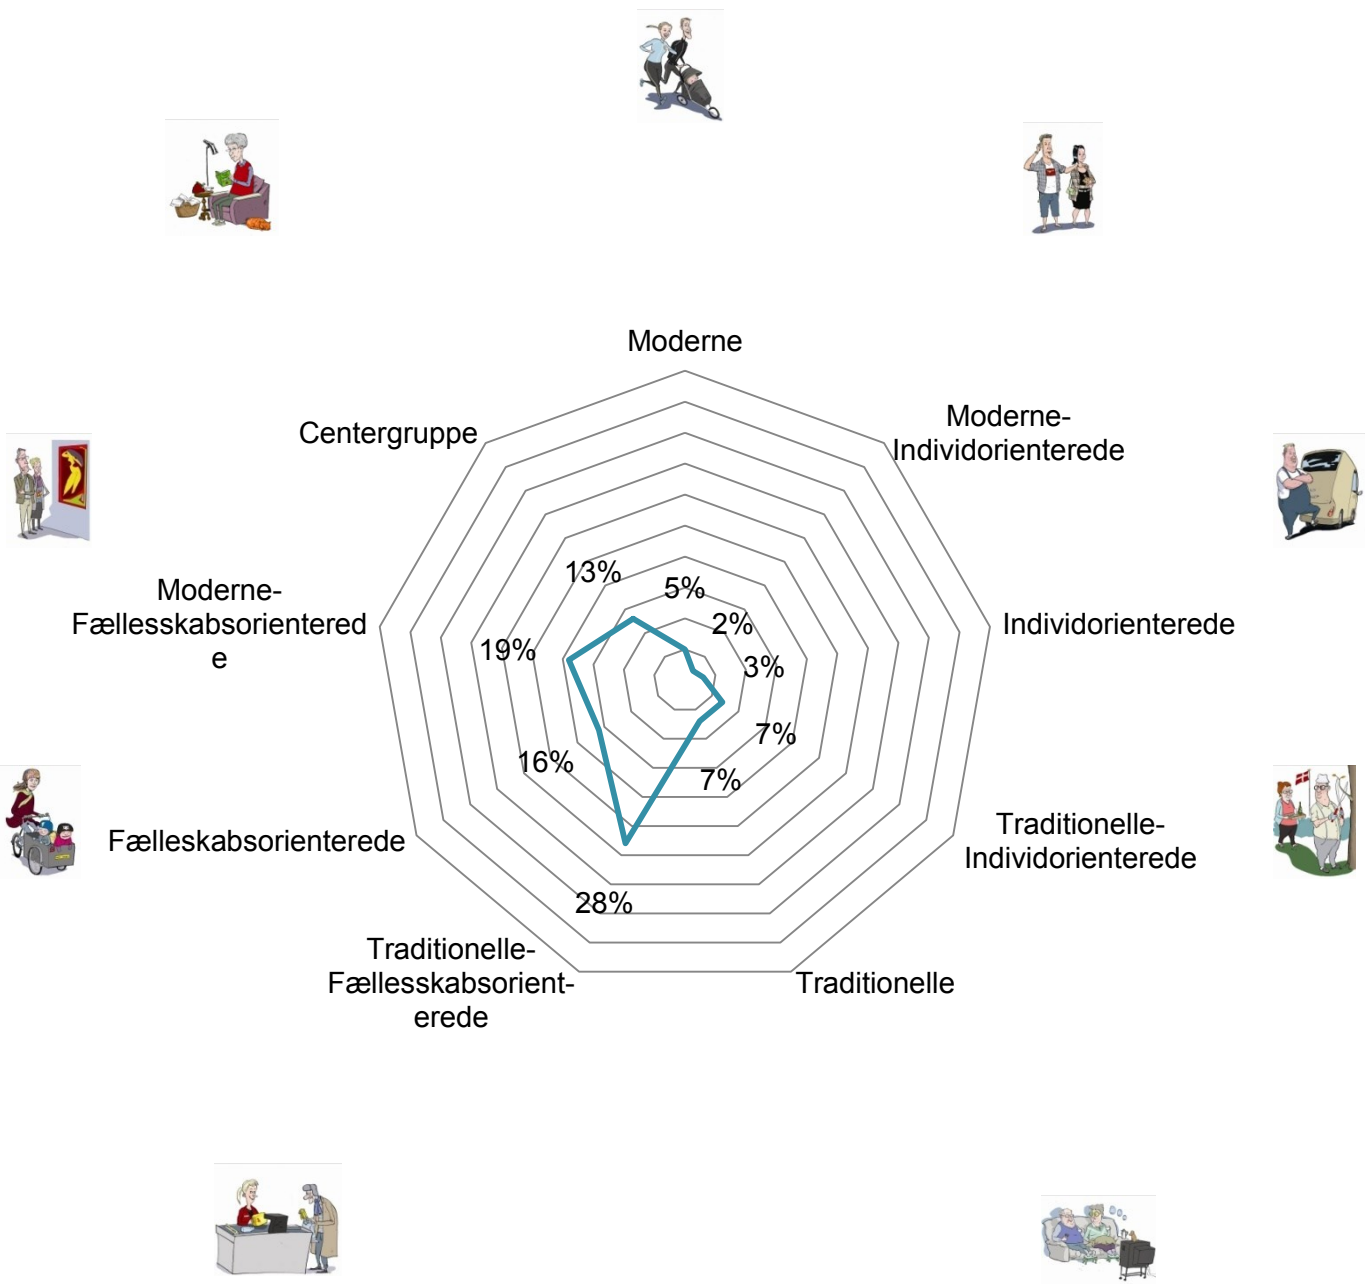 Moderne
Moderne-
Individorienterede
Centergruppe
13%
5%
Moderne-
Fællesskabsorientered
e
2%
Individorienterede
19%
3%
7%
16%
7%
Fælleskabsorienterede
Traditionelle-
Individorienterede
28%
Traditionelle-
Fællesskabsorient-
erede
Traditionelle